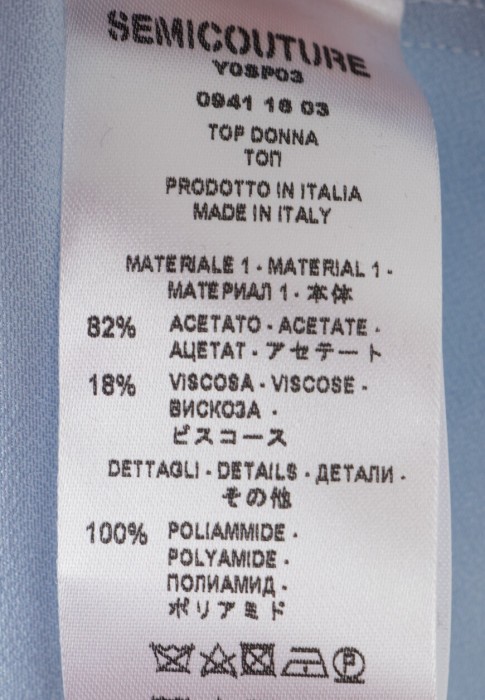 SEMICOUTURE
Y0SP03
0941 16 03
TOP DONNA
ТОП
PRODOTTO IN ITALIA
MADE IN ITALY
MATERIALE 1 - MATERIAL 1 -
МАТЕРИАЛ 1 - 本体
82% ACETATO - ACETATE -
АЦЕТАТ - アセテート
18% VISCOSA - VISCOSE -
ВИСКОЗА -
ビスコース
DETTAGLI - DETAILS - ДЕТАЛИ -
その他
100% POLIAMMIDE -
POLYAMIDE -
ПОЛИАМИД -
ポリアミド
P